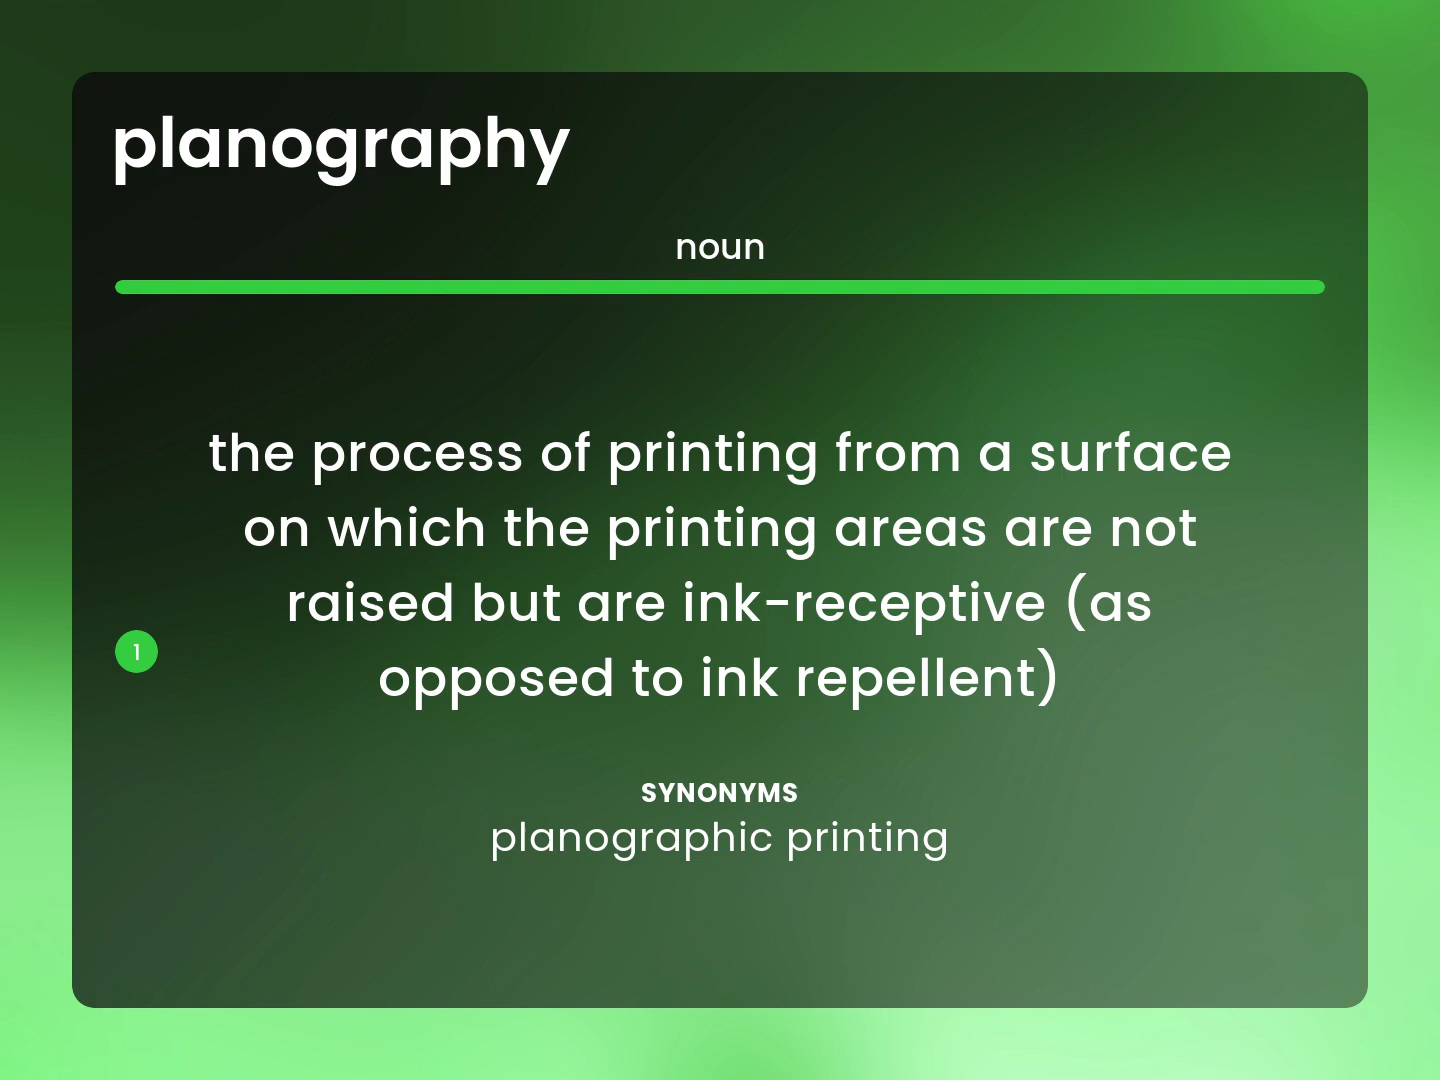 planography
noun
the process of printing from a surface
on which the printing areas are not
raised but are ink-receptive (as
1
opposed to ink repellent)
SYNONYMS
planographic printing